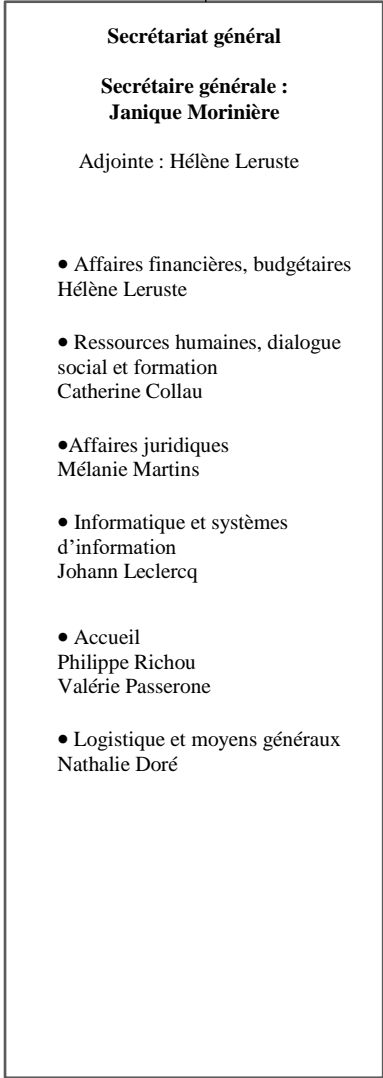 Secrétariat général
Secrétaire générale :
Janique Morinière
Adjointe : Hélène Leruste
• Affaires financières, budgétaires
Hélène Leruste
• Ressources humaines, dialogue
social et formation
Catherine Collau
•Affaires juridiques
Mélanie Martins
• Informatique et systèmes
d’information
Johann Leclercq
• Accueil
Philippe Richou
Valérie Passerone
• Logistique et moyens généraux
Nathalie Doré